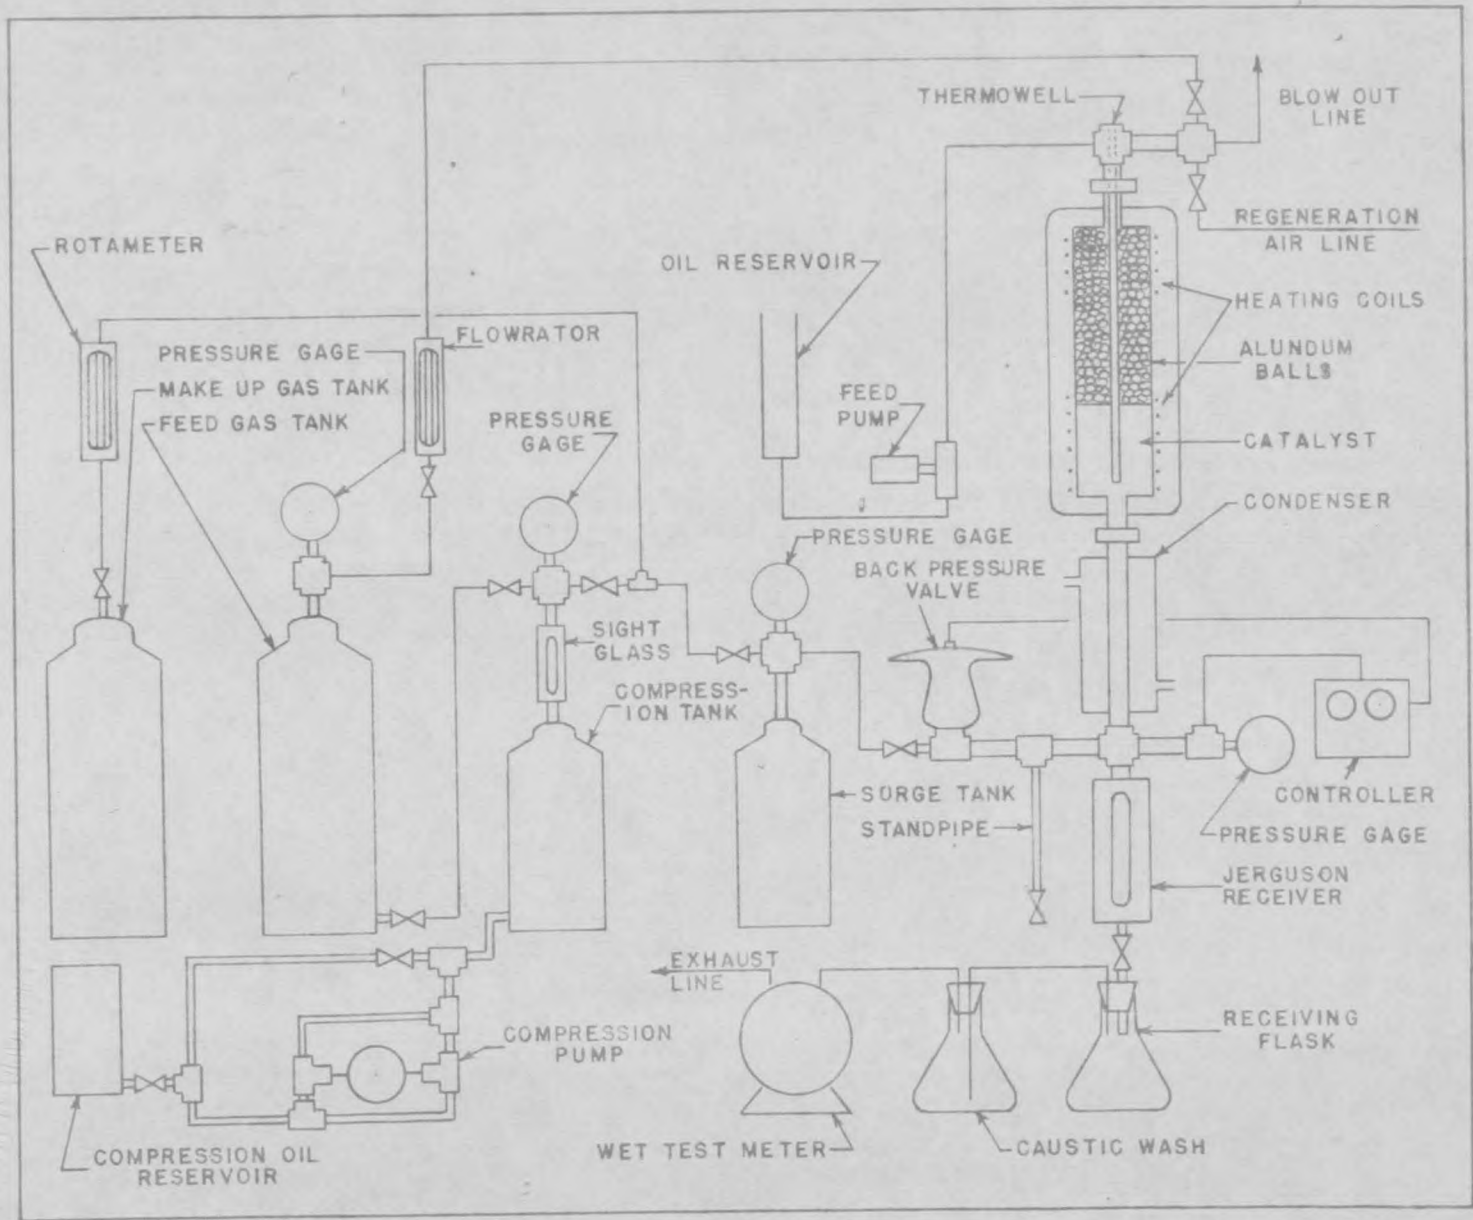 THERMOWELL
BLOW OUT
LINE
REGENERATION
AIR LINE
ROTAMETER
OIL RESERVOIR
HEATING COILS
FLOWRATOR
PRESSURE GAGE
MAKE UP GAS TANK
FEED GAS TANK
ALUNDUM
BALLS
FEED
PUMP
PRESSURE
GAGE
CATALYST
CONDENSER
PRESSURE GAGE
BACK PRESSURE
VALVE
SIGHT
GLASS
COMPRESS-
ION TANK
SURGE TANK
STANDPIPE
CONTROLLER
PRESSURE GAGE
JERGUSON
RECEIVER
EXHAUST
LINE
COMPRESSION
PUMP
RECEIVING
FLASK
COMPRESSION OIL
RESERVOIR
WET TEST METER
CAUSTIC WASH